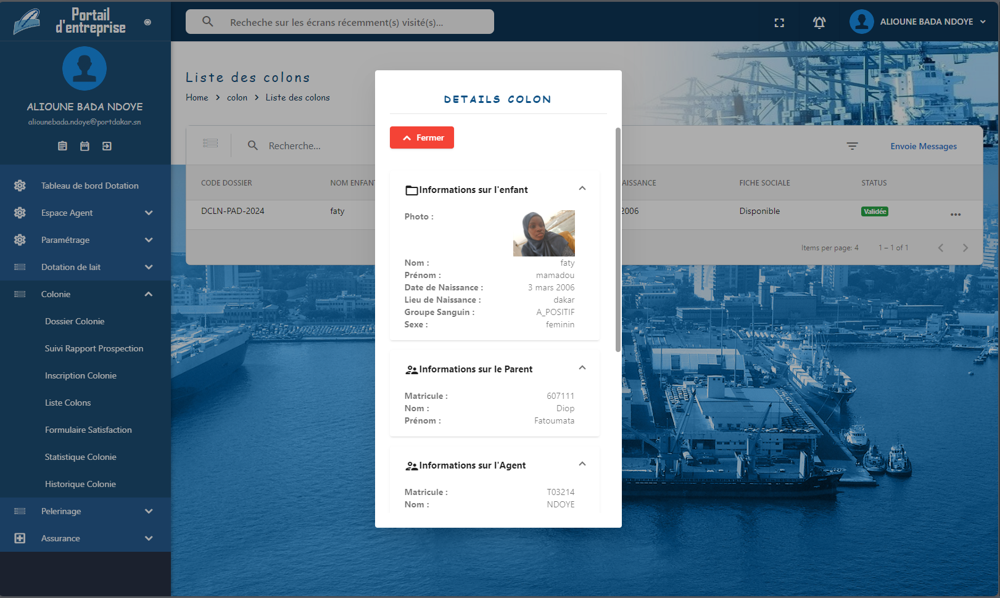 Portail
d'entreprise
Recheche sur les écrans récemment(s) visité(s)...
ALIOUNE BADA NDOYE
ALIOUNE BADA NDOYE
aliounebada.ndoye@portdakar.sn
Tableau de bord Dotation
Espace Agent
Paramétrage
Dotation de lait
Colonie
Dossier Colonie
Suivi Rapport Prospection
Inscription Colonie
Liste Colons
Formulaire Satisfaction
Statistique Colonie
Historique Colonie
Pelerinage
Assurance
Liste des colons
Home > colon > Liste des colons
Recherche...
Envoie Messages
CODE DOSSIER NOM ENFANT AISSANCE FICHE SOCIALE STATUS
DCLN-PAD-2024 faty 2006 Disponible Validée
Items per page: 4 1 – 1 of 1
DETAILS COLON
Fermer
Informations sur l'enfant
Photo :
Nom : faty
Prénom : mamadou
Date de Naissance : 3 mars 2006
Lieu de Naissance : dakar
Groupe Sanguin : A_POSITIF
Sexe : feminin
Informations sur le Parent
Matricule : 607111
Nom : Diop
Prénom : Fatoumata
Informations sur l'Agent
Matricule : T03214
Nom : NDOYE